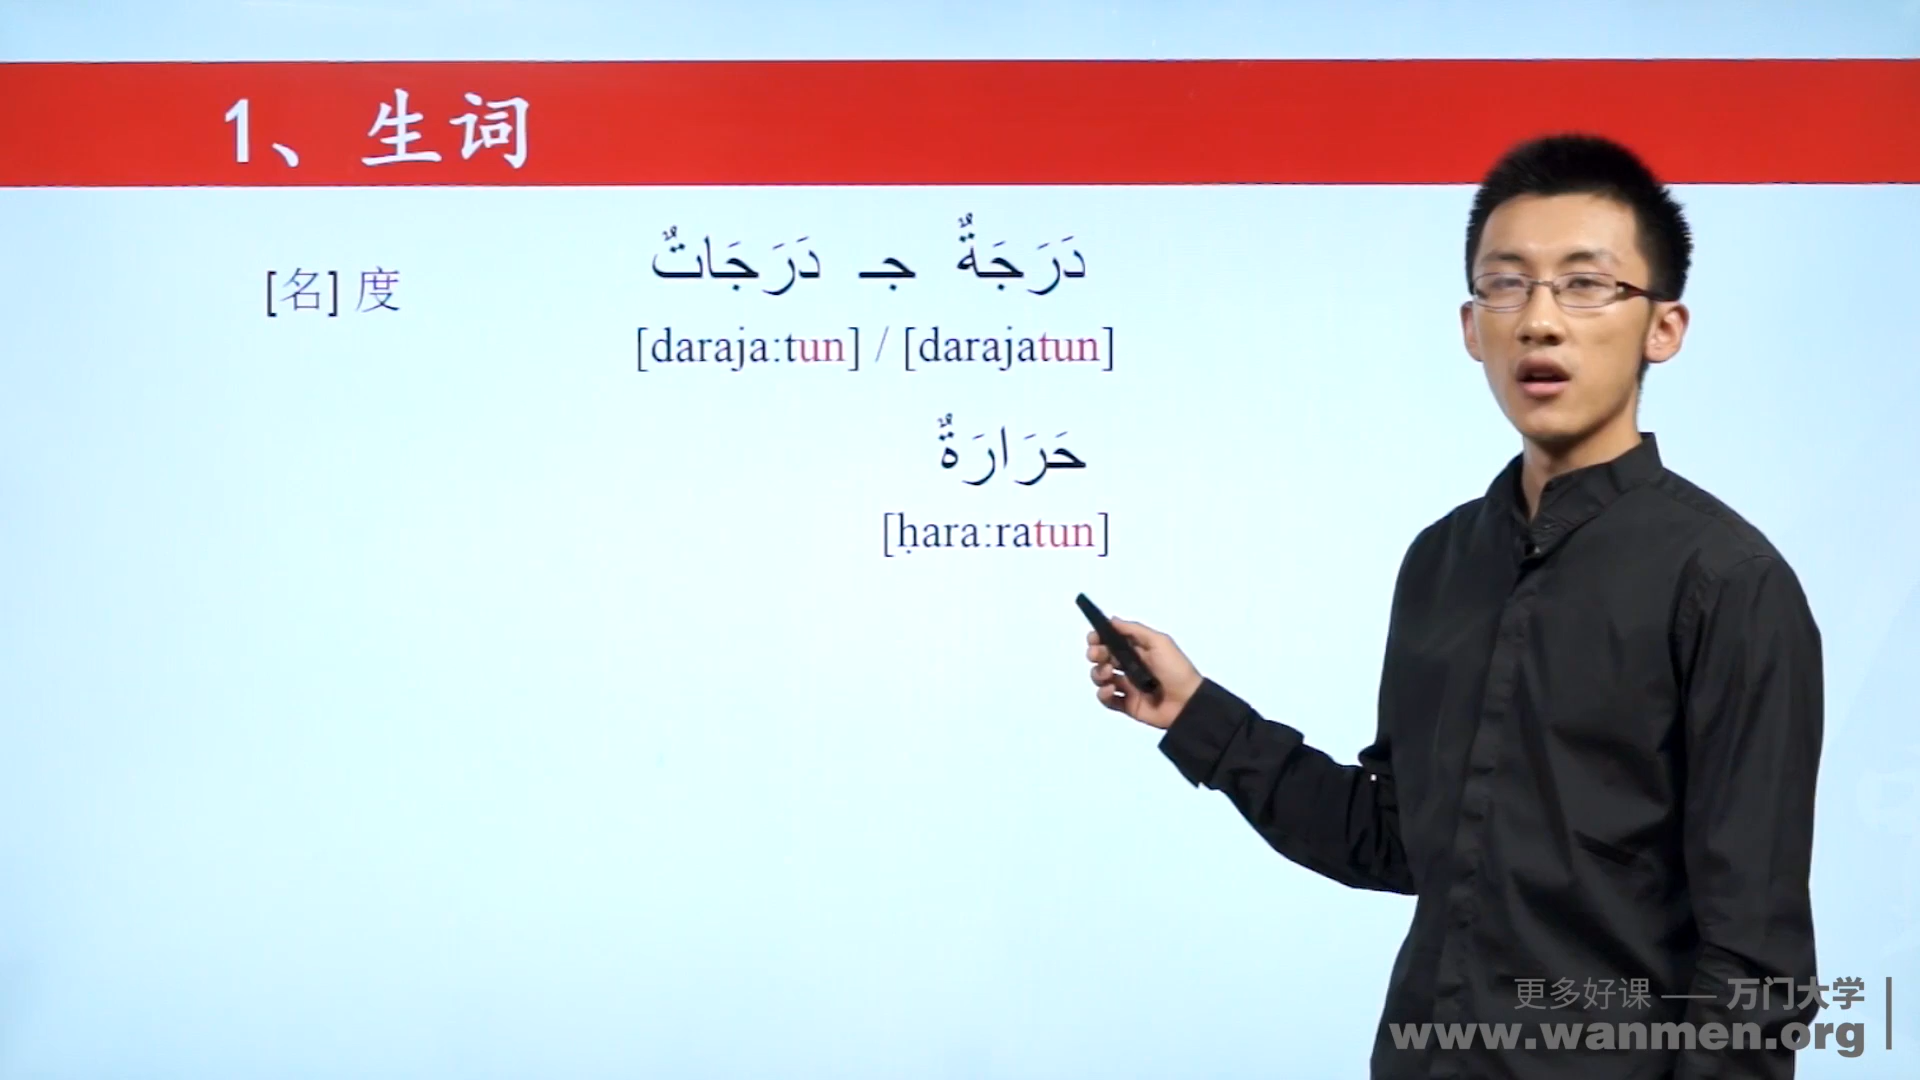 1、生词
[名] 度
دَرَجَةٌ جـ دَرَجَاتٌ
[daraja:tun] / [darajatun]
حَرَارَةٌ
[ḥara:ratun]
更多好课 —— 万门大学
www.wanmen.org